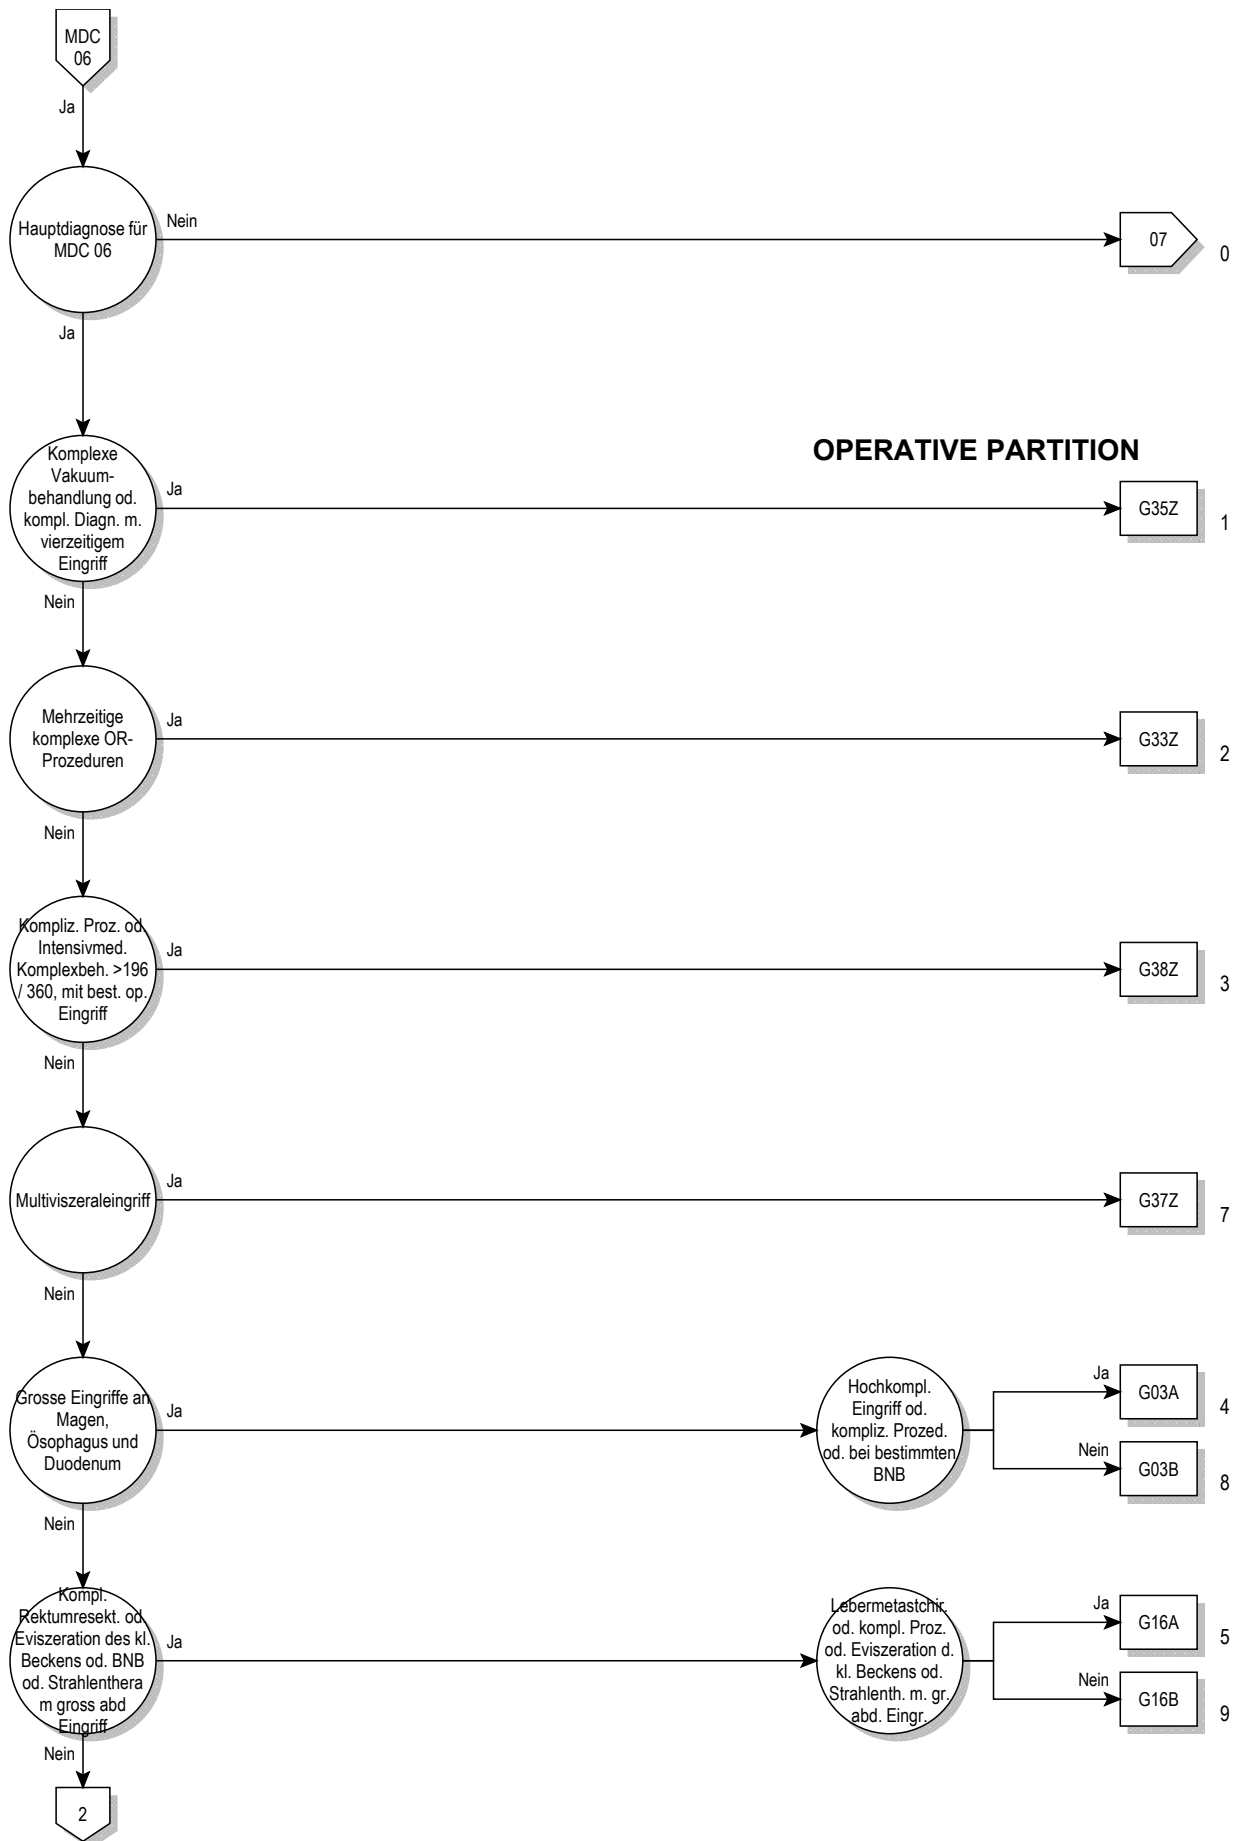 MDC
06
Ja
Hauptdiagnose für
MDC 06
Nein
07
0
Ja
OPERATIVE PARTITION
Komplexe
Vakuum-
behandlung od.
kompl. Diagn. m.
vierzeitigem
Eingriff
Ja
G35Z
1
Nein
Mehrzeitige
komplexe OR-
Prozeduren
Ja
G33Z
2
Nein
Kompliz. Proz. od.
Intensivmed.
Komplexbeh. >196
/ 360, mit best. op.
Eingriff
Ja
G38Z
3
Nein
Multiviszeraleingriff
Ja
G37Z
7
Nein
Grosse Eingriffe an
Magen,
Ösophagus und
Duodenum
Ja
Hochkompl.
Eingriff od.
kompliz. Prozed.
od. bei bestimmten
BNB
Ja
G03A
4
Nein
G03B
8
Nein
Kompl.
Rektumresekt. od.
Eviszeration des kl.
Beckens od. BNB
od. Strahlenthera
m gross abd
Eingriff
Ja
Lebermetastchir.
od. kompl. Proz.
od. Eviszeration d.
kl. Beckens od.
Strahlenth. m. gr.
abd. Eingr.
Ja
G16A
5
Nein
G16B
9
Nein
2